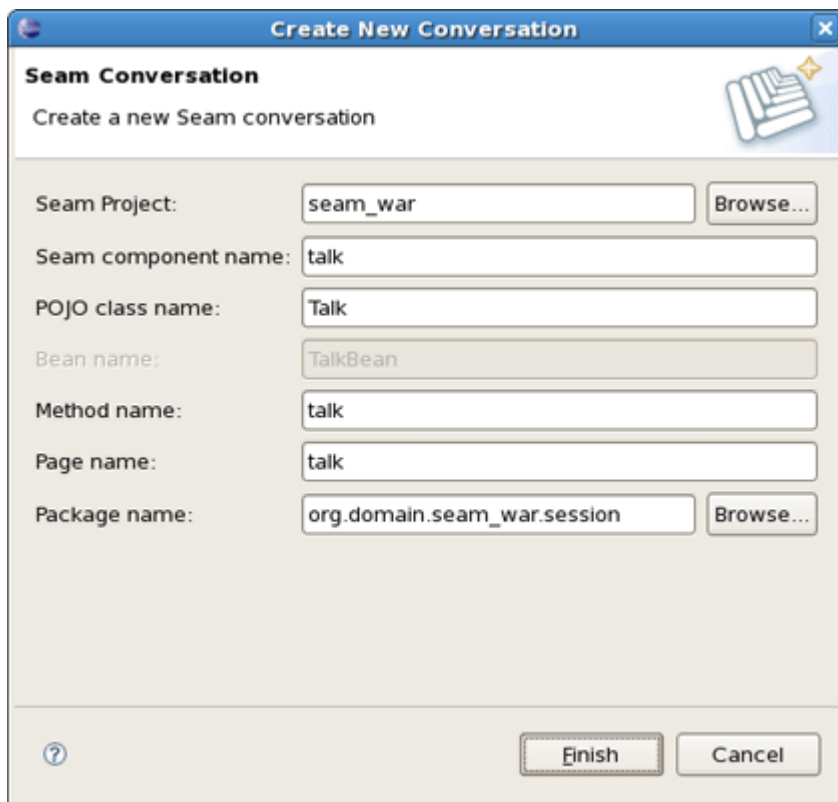 Create New Conversation
Seam Conversation
Create a new Seam conversation
Seam Project: seam_war Browse...
Seam component name: talk
POJO class name: Talk
Bean name: TalkBean
Method name: talk
Page name: talk
Package name: org.domain.seam_war.session Browse...
? Finish Cancel